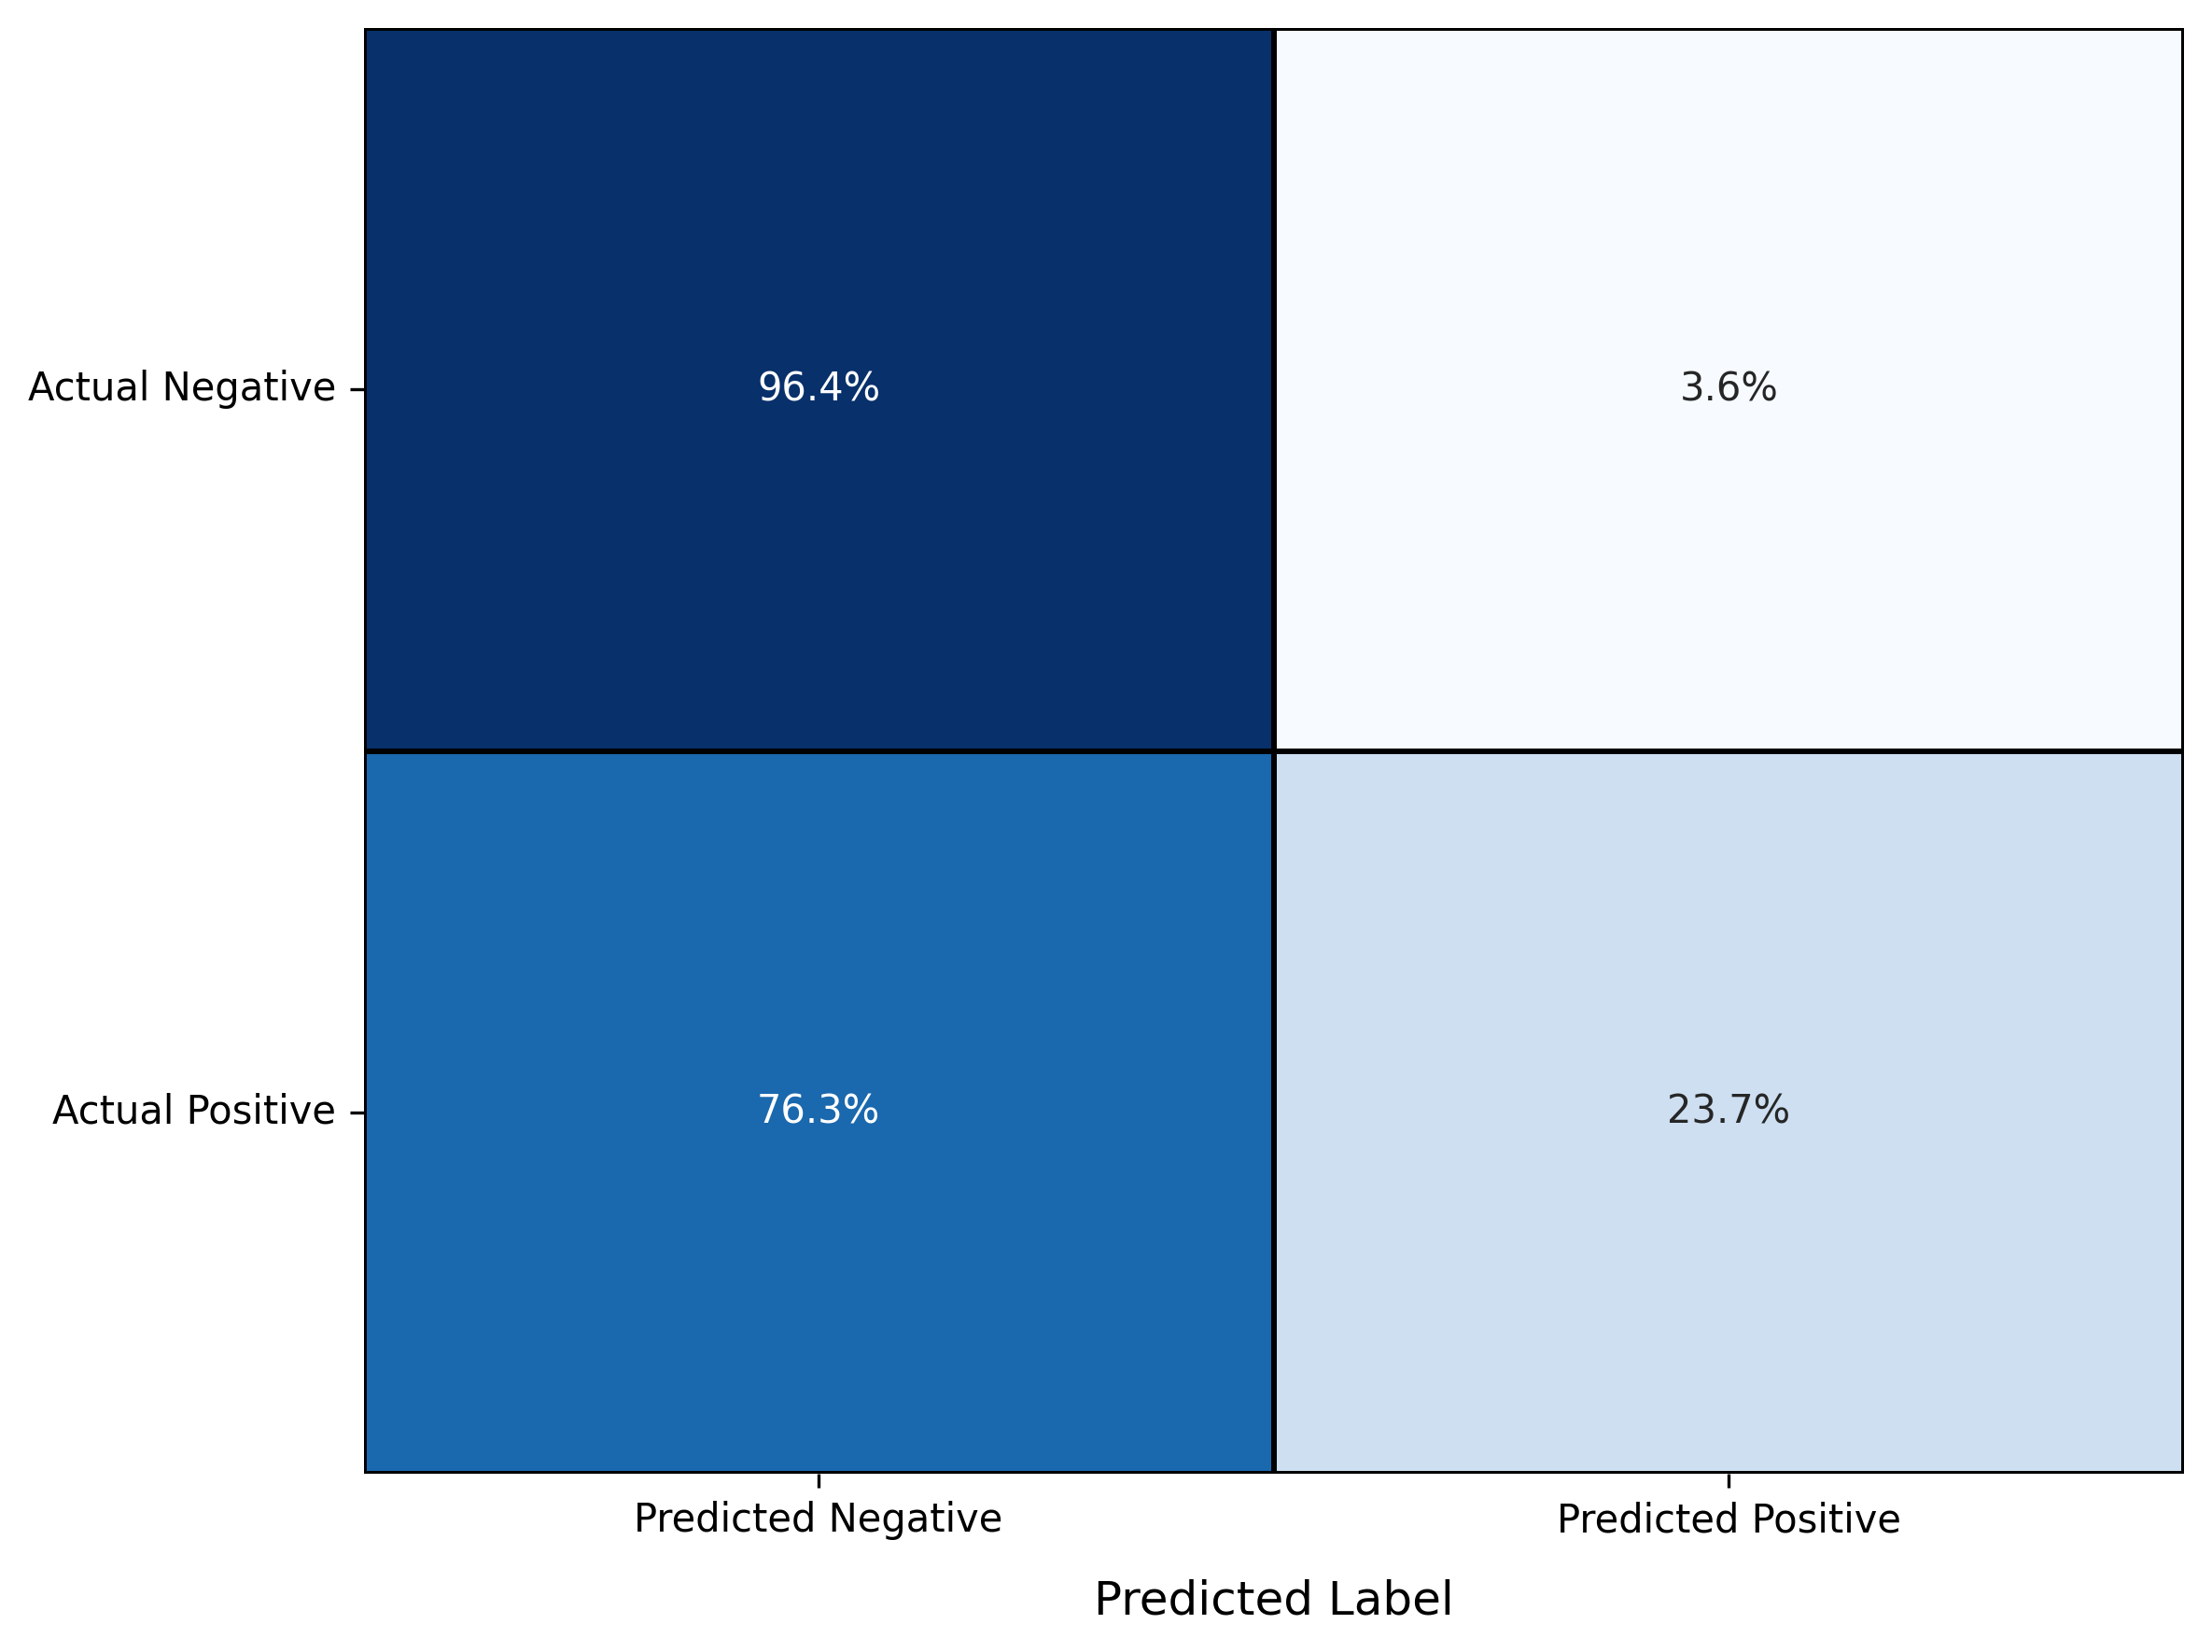 Actual Negative
96.4%
3.6%
Actual Positive
76.3%
23.7%
Predicted Negative
Predicted Positive
Predicted Label